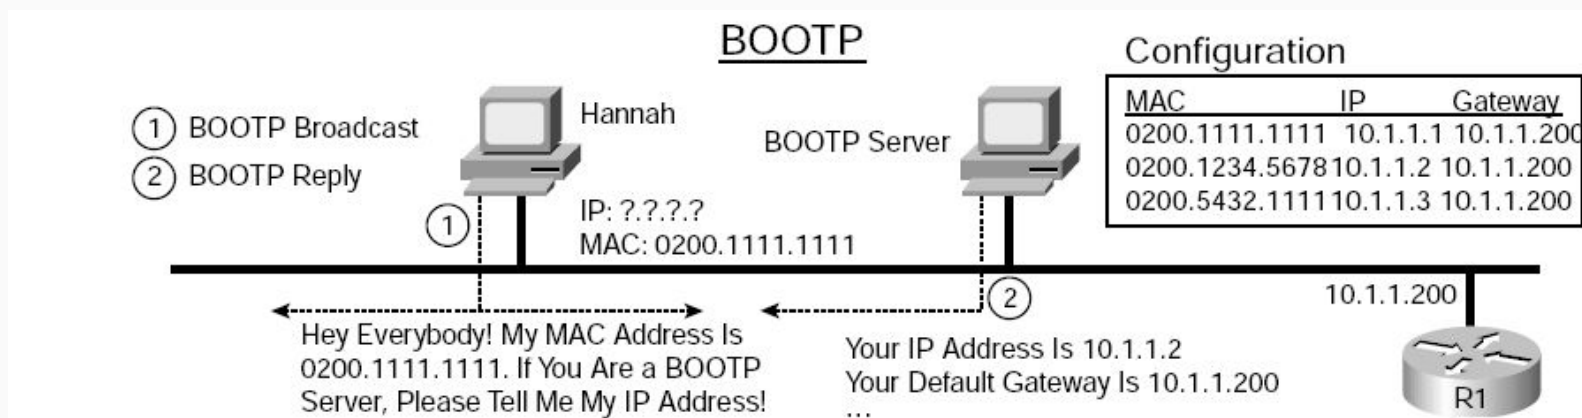 BOOTP
Configuration
MAC IP Gateway
0200.1111.1111 10.1.1.1 10.1.1.200
0200.1234.5678 10.1.1.2 10.1.1.200
0200.5432.1111 10.1.1.3 10.1.1.200
1 BOOTP Broadcast
2 BOOTP Reply
Hannah
BOOTP Server
1
IP: ?.?.?.?
MAC: 0200.1111.1111
2
10.1.1.200
Hey Everybody! My MAC Address Is
0200.1111.1111. If You Are a BOOTP
Server, Please Tell Me My IP Address!
Your IP Address Is 10.1.1.2
Your Default Gateway Is 10.1.1.200
...
R1